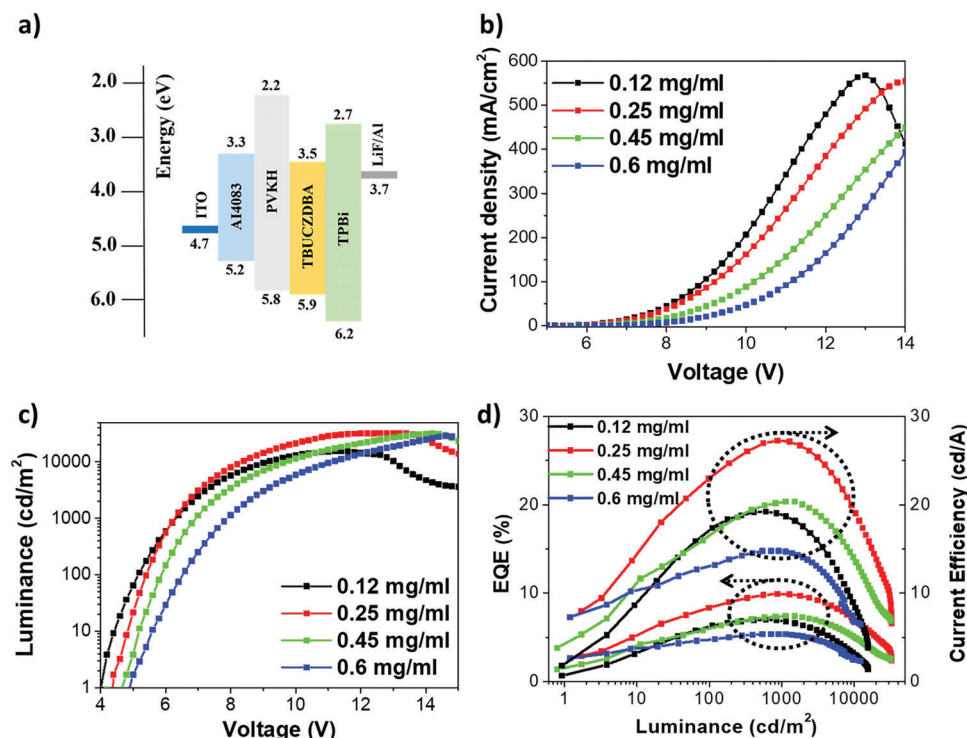 a)
Energy (eV)
2.0
3.0
4.0
5.0
6.0
ITO
4.7
3.3
AI4083
5.2
2.2
PVKH
5.8
3.5
TBUCZDBA
5.9
2.7
TPBi
6.2
LiF/Al
3.7
b)
Current density (mA/cm²)
600
500
400
300
200
100
0
0.12 mg/ml
0.25 mg/ml
0.45 mg/ml
0.6 mg/ml
6 8 10 12 14
Voltage (V)
c)
Luminance (cd/m²)
10000
1000
100
10
1
0.12 mg/ml
0.25 mg/ml
0.45 mg/ml
0.6 mg/ml
4 6 8 10 12 14
Voltage (V)
d)
EQE (%)
30
20
10
0
0.12 mg/ml
0.25 mg/ml
0.45 mg/ml
0.6 mg/ml
30
20
10
0
Current Efficiency (cd/A)
1 10 100 1000 10000
Luminance (cd/m²)